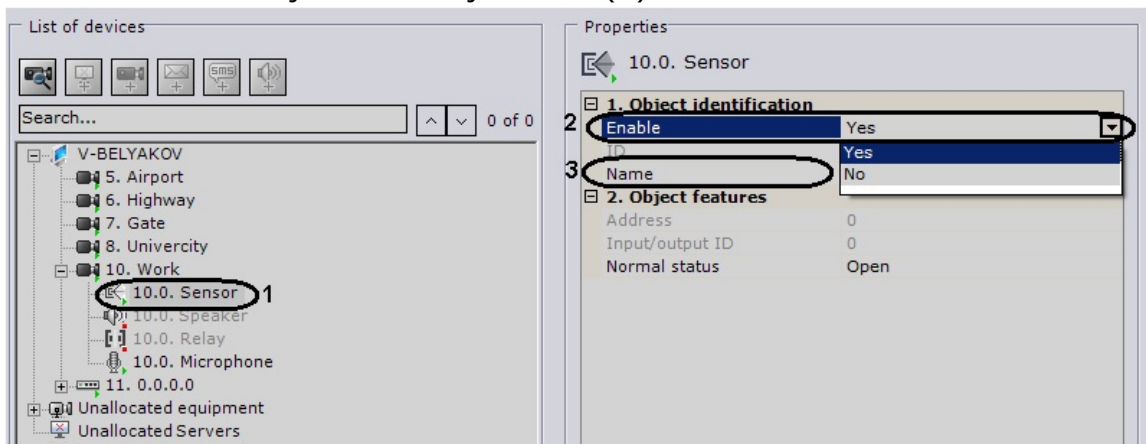 List of devices
sms
Search...
0 of 0
V-BELYAKOV
5. Airport
6. Highway
7. Gate
8. Univercity
10. Work
10.0. Sensor 1
10.0. Speaker
10.0. Relay
10.0. Microphone
11. 0.0.0.0
Unallocated equipment
Unallocated Servers
Properties
10.0. Sensor
1. Object identification
2 Enable Yes
ID Yes
3 Name No
2. Object features
Address 0
Input/output ID 0
Normal status Open